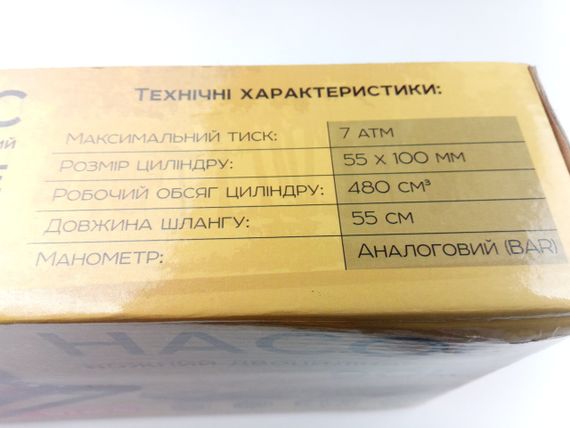 ТЕХНІЧНІ ХАРАКТЕРИСТИКИ:
МАКСИМАЛЬНИЙ ТИСК: 7 АТМ
РОЗМІР ЦИЛІНДРУ: 55 Х 100 ММ
РОБОЧИЙ ОБСЯГ ЦИЛІНДРУ: 480 СМ³
ДОВЖИНА ШЛАНГУ: 55 СМ
МАНОМЕТР: АНАЛОГОВИЙ (BAR)
НАСОС